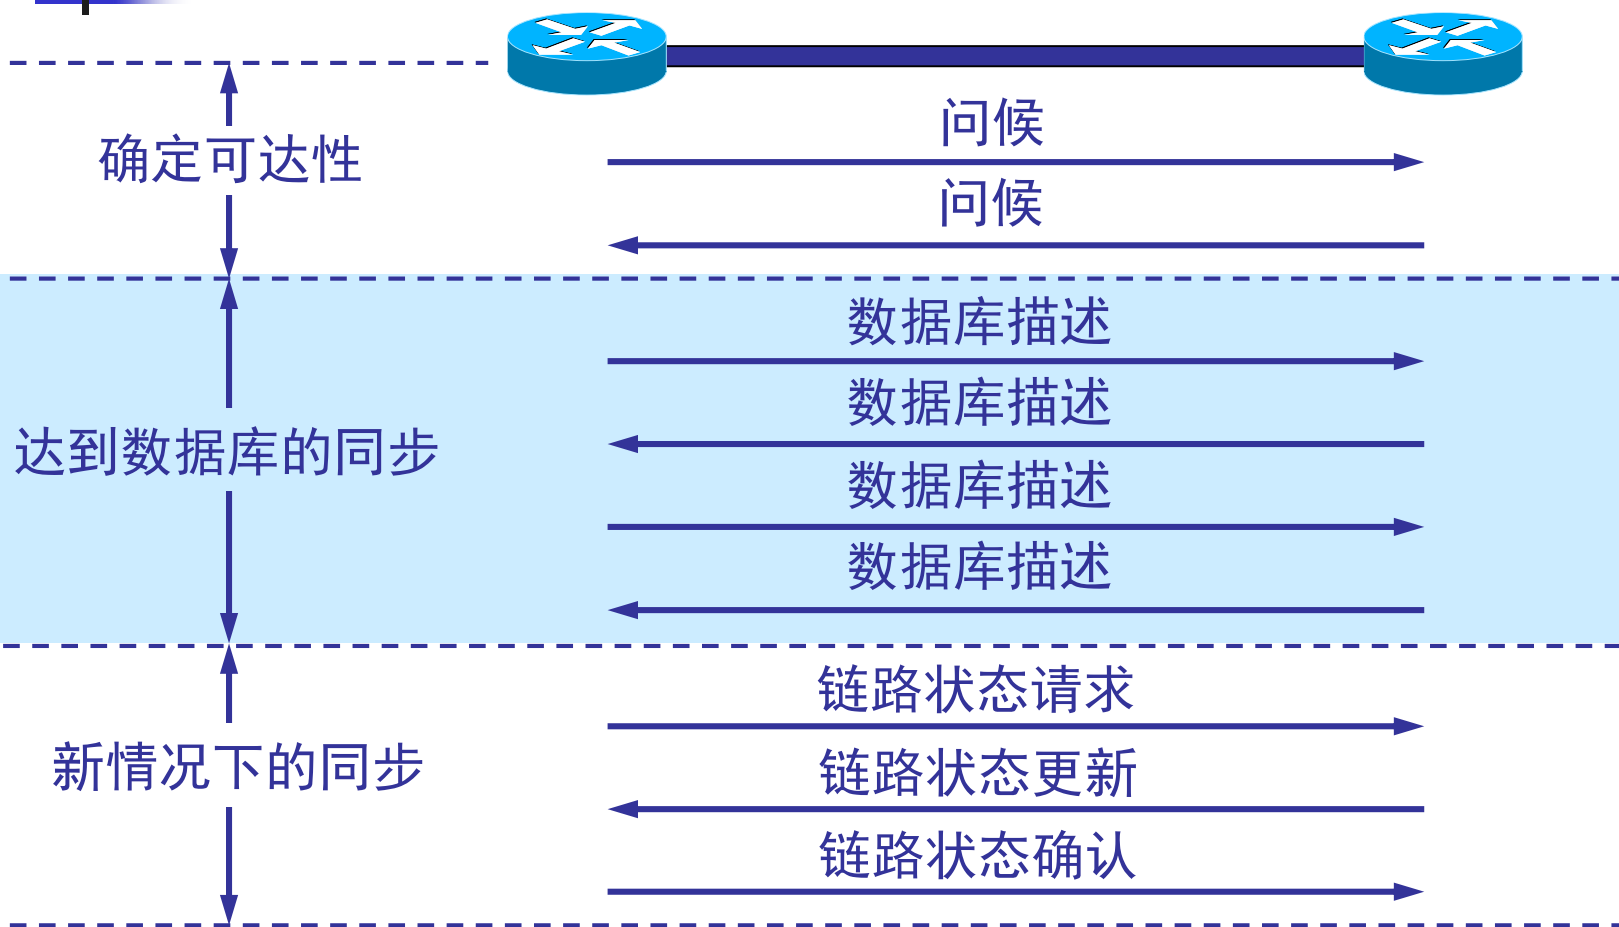 问候
确定可达性
问候
数据库描述
数据库描述
达到数据库的同步
数据库描述
数据库描述
链路状态请求
新情况下的同步
链路状态更新
链路状态确认